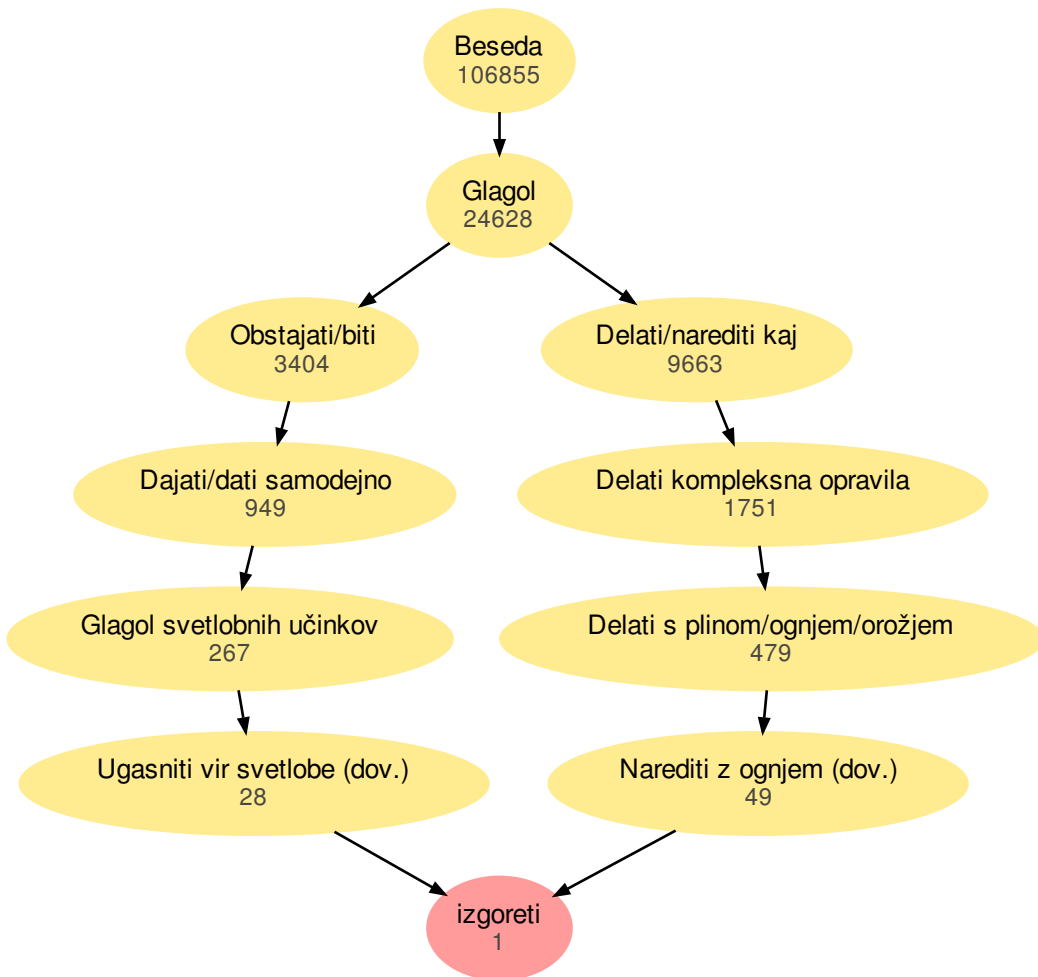 Beseda
106855
Glagol
24628
Obstajati/biti
3404
Delati/narediti kaj
9663
Dajati/dati samodejno
949
Delati kompleksna opravila
1751
Glagol svetlobnih učinkov
267
Delati s plinom/ognjem/orožjem
479
Ugasniti vir svetlobe (dov.)
28
Narediti z ognjem (dov.)
49
izgoreti
1